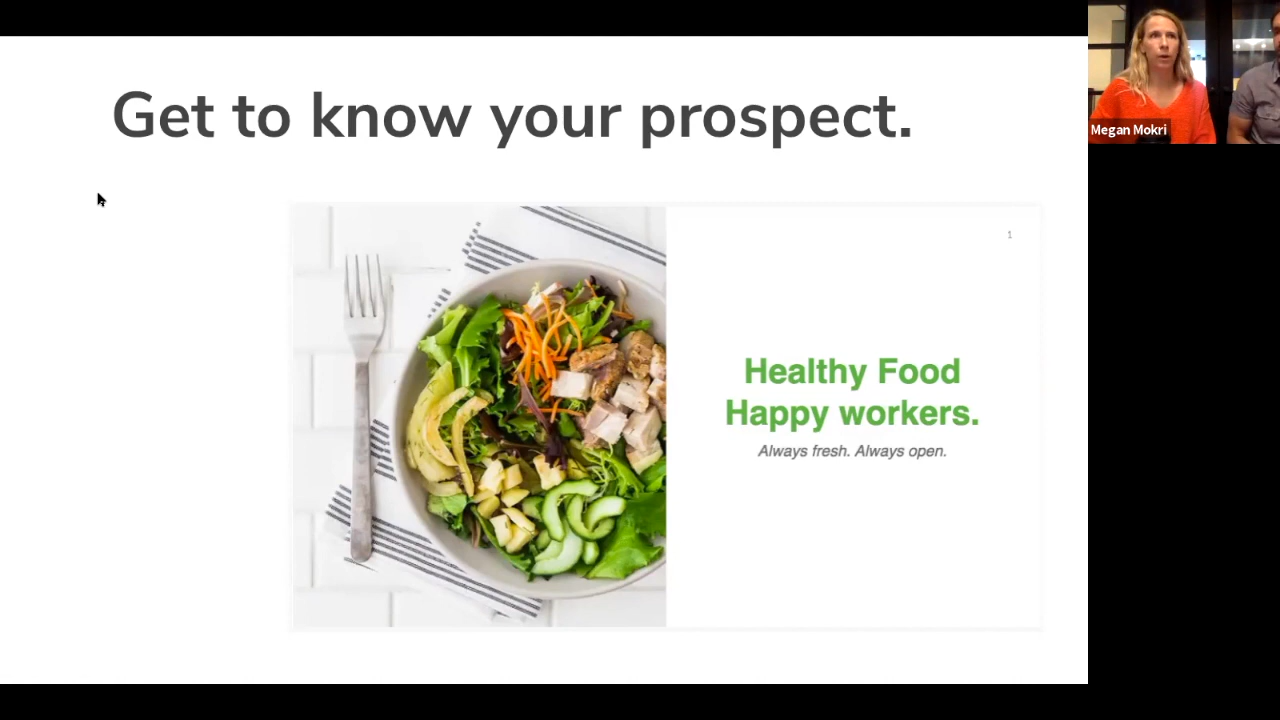 Get to know your prospect.
Megan Mokri
1
Healthy Food
Happy workers.
Always fresh. Always open.